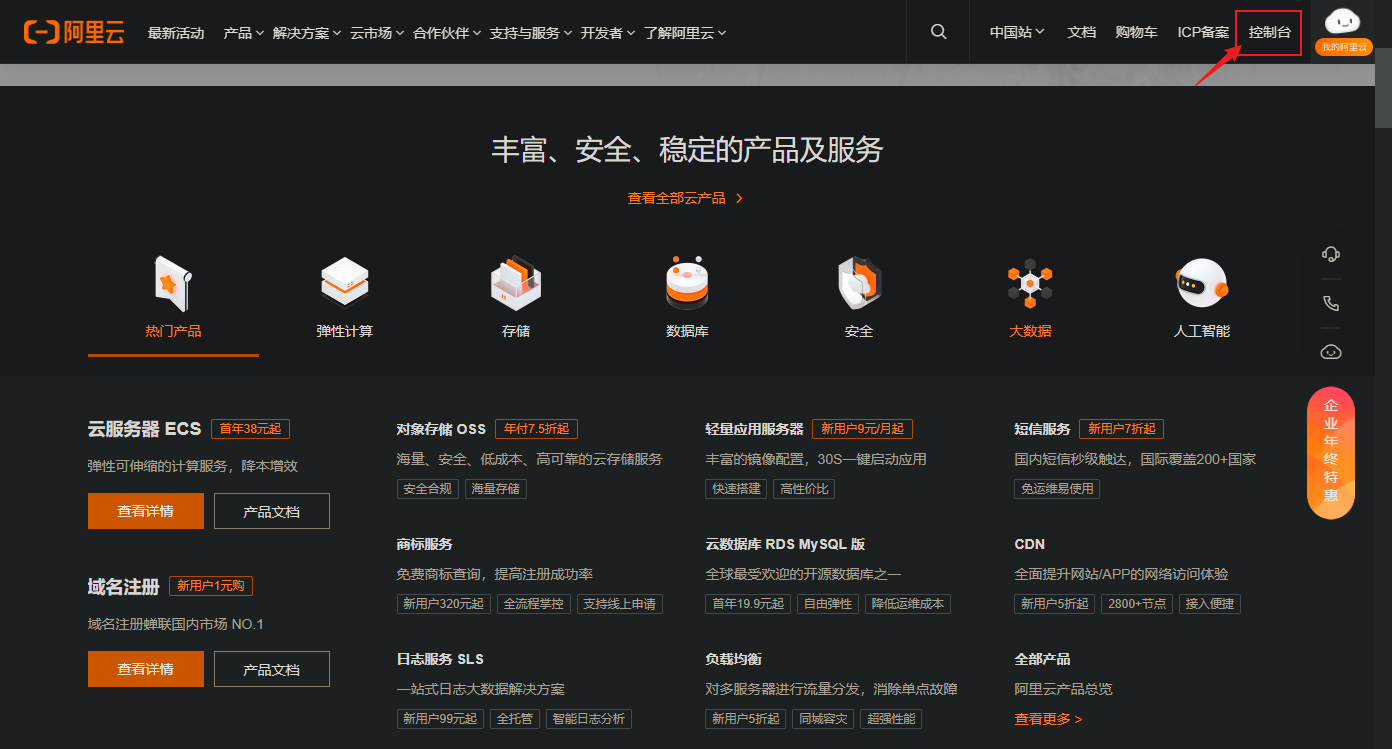 阿里云 最新活动 产品 解决方案 云市场 合作伙伴 支持与服务 开发者 了解阿里云 中国站 文档 购物车 ICP备案 控制台
我的阿里云
丰富、安全、稳定的产品及服务
查看全部云产品 >
热门产品 弹性计算 存储 数据库 安全 大数据 人工智能
企业年终特惠
云服务器 ECS 首年38元起
弹性可伸缩的计算服务，降本增效
查看详情 产品文档
域名注册 新用户1元购
域名注册蝉联国内市场 NO.1
查看详情 产品文档
对象存储 OSS 年付7.5折起
海量、安全、低成本、高可靠的云存储服务
安全合规 海量存储
商标服务
免费商标查询，提高注册成功率
新用户320元起 全流程掌控 支持线上申请
日志服务 SLS
一站式日志大数据解决方案
新用户99元起 全托管 智能日志分析
轻量应用服务器 新用户9元/月起
丰富的镜像配置，30S一键启动应用
快速搭建 高性价比
云数据库 RDS MySQL 版
全球最受欢迎的开源数据库之一
首年19.9元起 自由弹性 降低运维成本
负载均衡
对多服务器进行流量分发，消除单点故障
新用户5折起 同城容灾 超强性能
短信服务 新用户7折起
国内短信秒级触达，国际覆盖200+国家
免运维易使用
CDN
全面提升网站/APP的网络访问体验
新用户5折起 2800+节点 接入便捷
全部产品
阿里云产品总览
查看更多 >